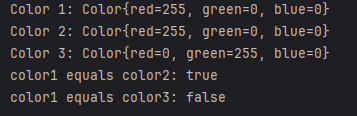 Color 1: Color{red=255, green=0, blue=0}
Color 2: Color{red=255, green=0, blue=0}
Color 3: Color{red=0, green=255, blue=0}
color1 equals color2: true
color1 equals color3: false